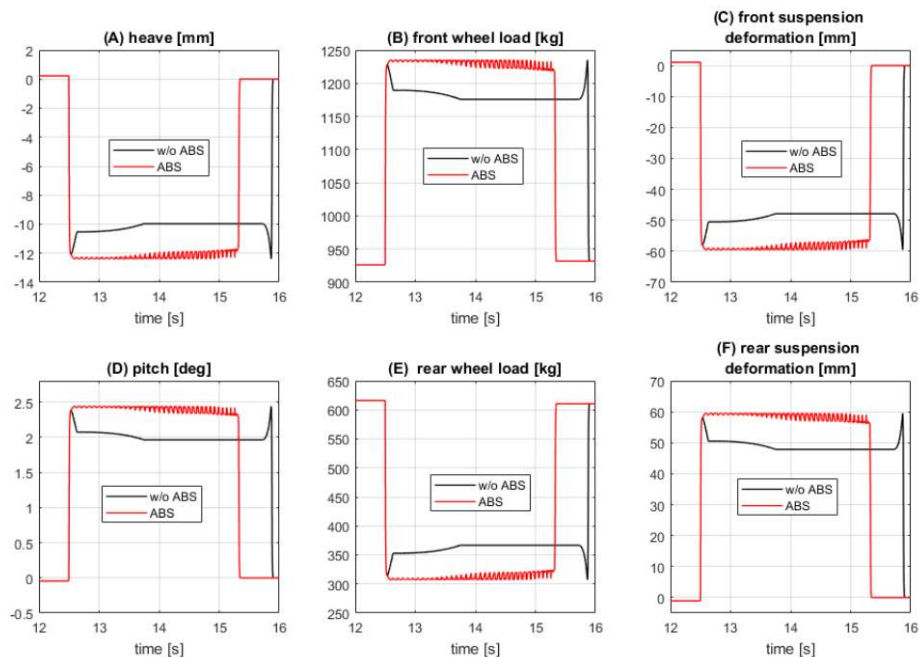 (A) heave [mm]
2
0
-2
-4
-6
-8
-10
-12
-14
w/o ABS
ABS
12 13 14 15 16
time [s]
(B) front wheel load [kg]
1250
1200
1150
1100
1050
1000
950
900
w/o ABS
ABS
12 13 14 15 16
time [s]
(C) front suspension
deformation [mm]
10
0
-10
-20
-30
-40
-50
-60
-70
w/o ABS
ABS
12 13 14 15 16
time [s]
(D) pitch [deg]
2.5
2
1.5
1
0.5
0
-0.5
w/o ABS
ABS
12 13 14 15 16
time [s]
(E) rear wheel load [kg]
650
600
550
500
450
400
350
300
250
w/o ABS
ABS
12 13 14 15 16
time [s]
(F) rear suspension
deformation [mm]
70
60
50
40
30
20
10
0
w/o ABS
ABS
12 13 14 15 16
time [s]